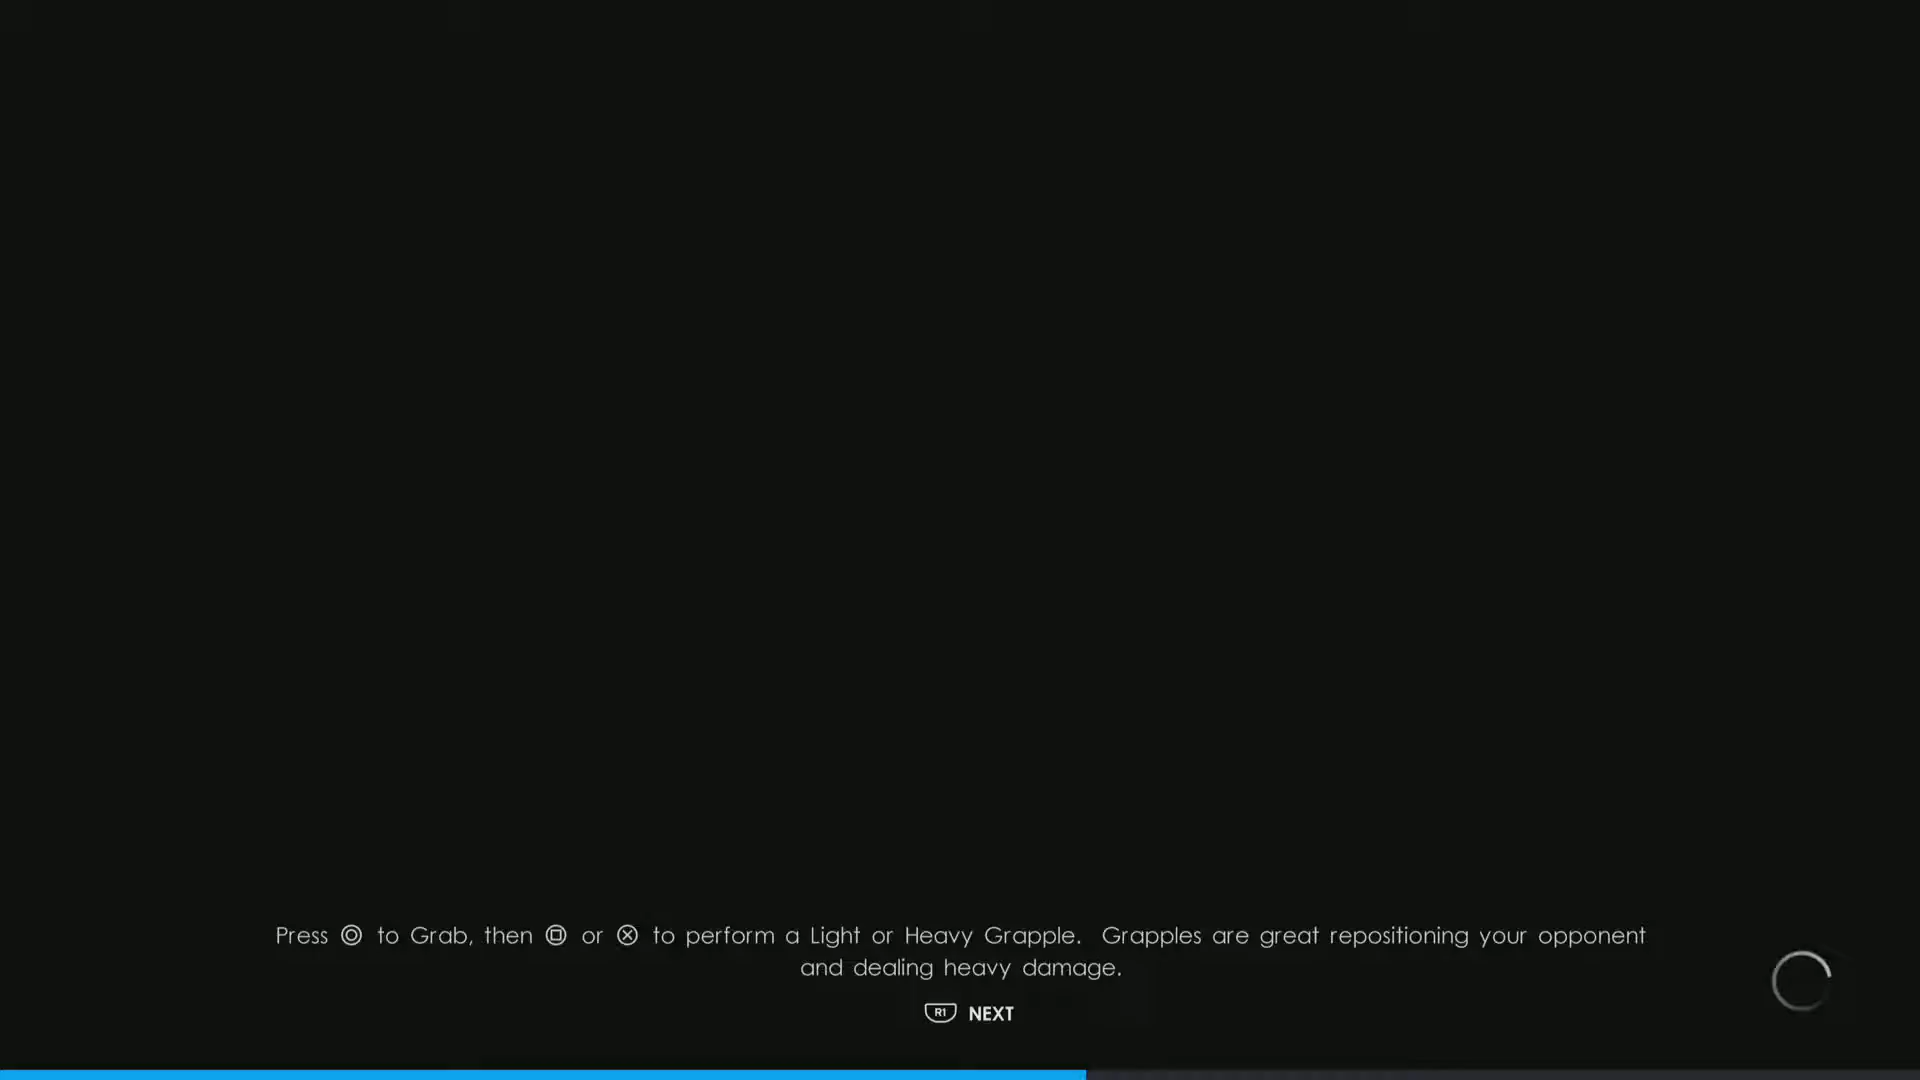 Press ⭘ to Grab, then ☐ or ⓧ to perform a Light or Heavy Grapple.  Grapples are great repositioning your opponent
and dealing heavy damage.
R1 NEXT